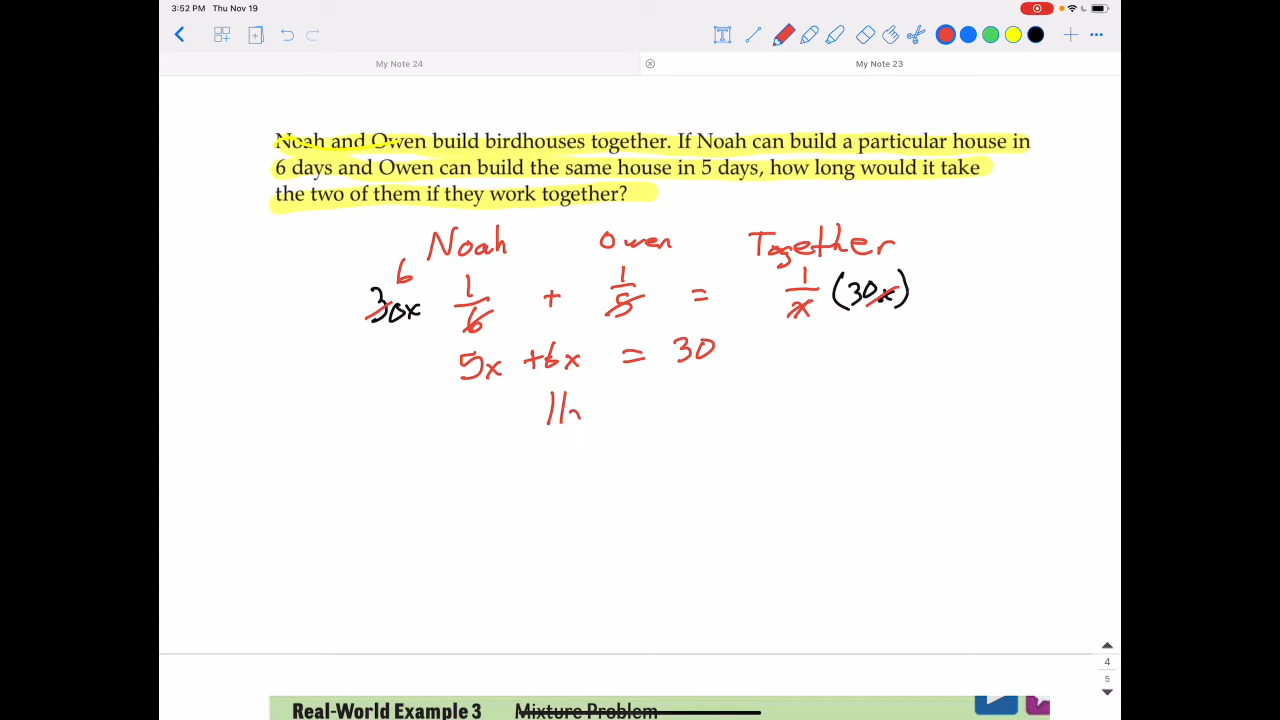 3:52 PM Thu Nov 19
My Note 24
My Note 23
Noah and Owen build birdhouses together. If Noah can build a particular house in
6 days and Owen can build the same house in 5 days, how long would it take
the two of them if they work together?
Noah Owen Together
6
30x 1/6 + 1/5 = 1/x (30x)
5x + 6x = 30
11
4
5
Real-World Example 3 Mixture Problem